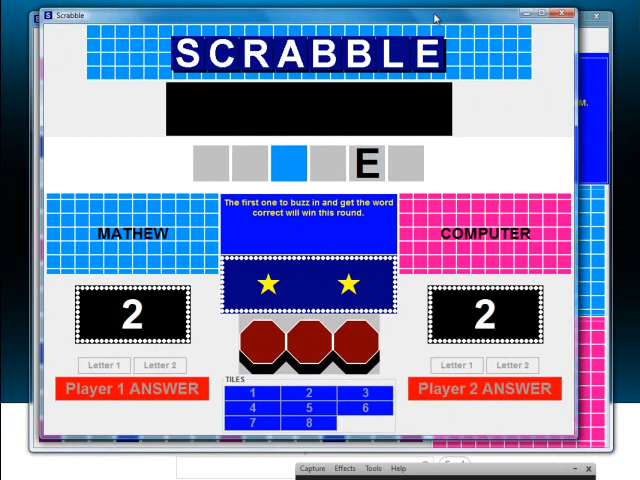 Scrabble
SCRABBLE
M.
E
The first one to buzz in and get the word
correct will win this round.
MATHEW
COMPUTER
2
2
Letter 1
Letter 2
Letter 1
Letter 2
Player 1 ANSWER
Player 2 ANSWER
TILES
1 2 3
4 5 6
7 8
Capture Effects Tools Help